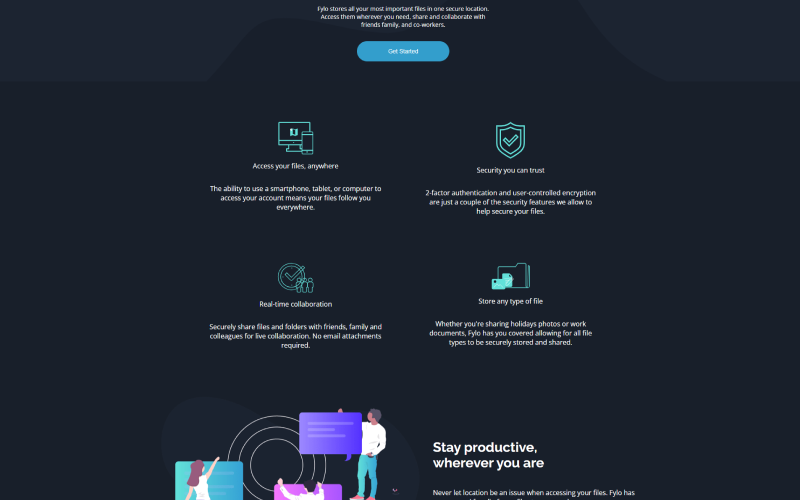 Fylo stores all your most important files in one secure location.
Access them wherever you need, share and collaborate with
friends family, and co-workers.
Get Started
Access your files, anywhere
The ability to use a smartphone, tablet, or computer to
access your account means your files follow you
everywhere.
Security you can trust
2-factor authentication and user-controlled encryption
are just a couple of the security features we allow to
help secure your files.
Real-time collaboration
Securely share files and folders with friends, family and
colleagues for live collaboration. No email attachments
required.
Store any type of file
Whether you're sharing holidays photos or work
documents, Fylo has you covered allowing for all file
types to be securely stored and shared.
Stay productive,
wherever you are
Never let location be an issue when accessing your files. Fylo has